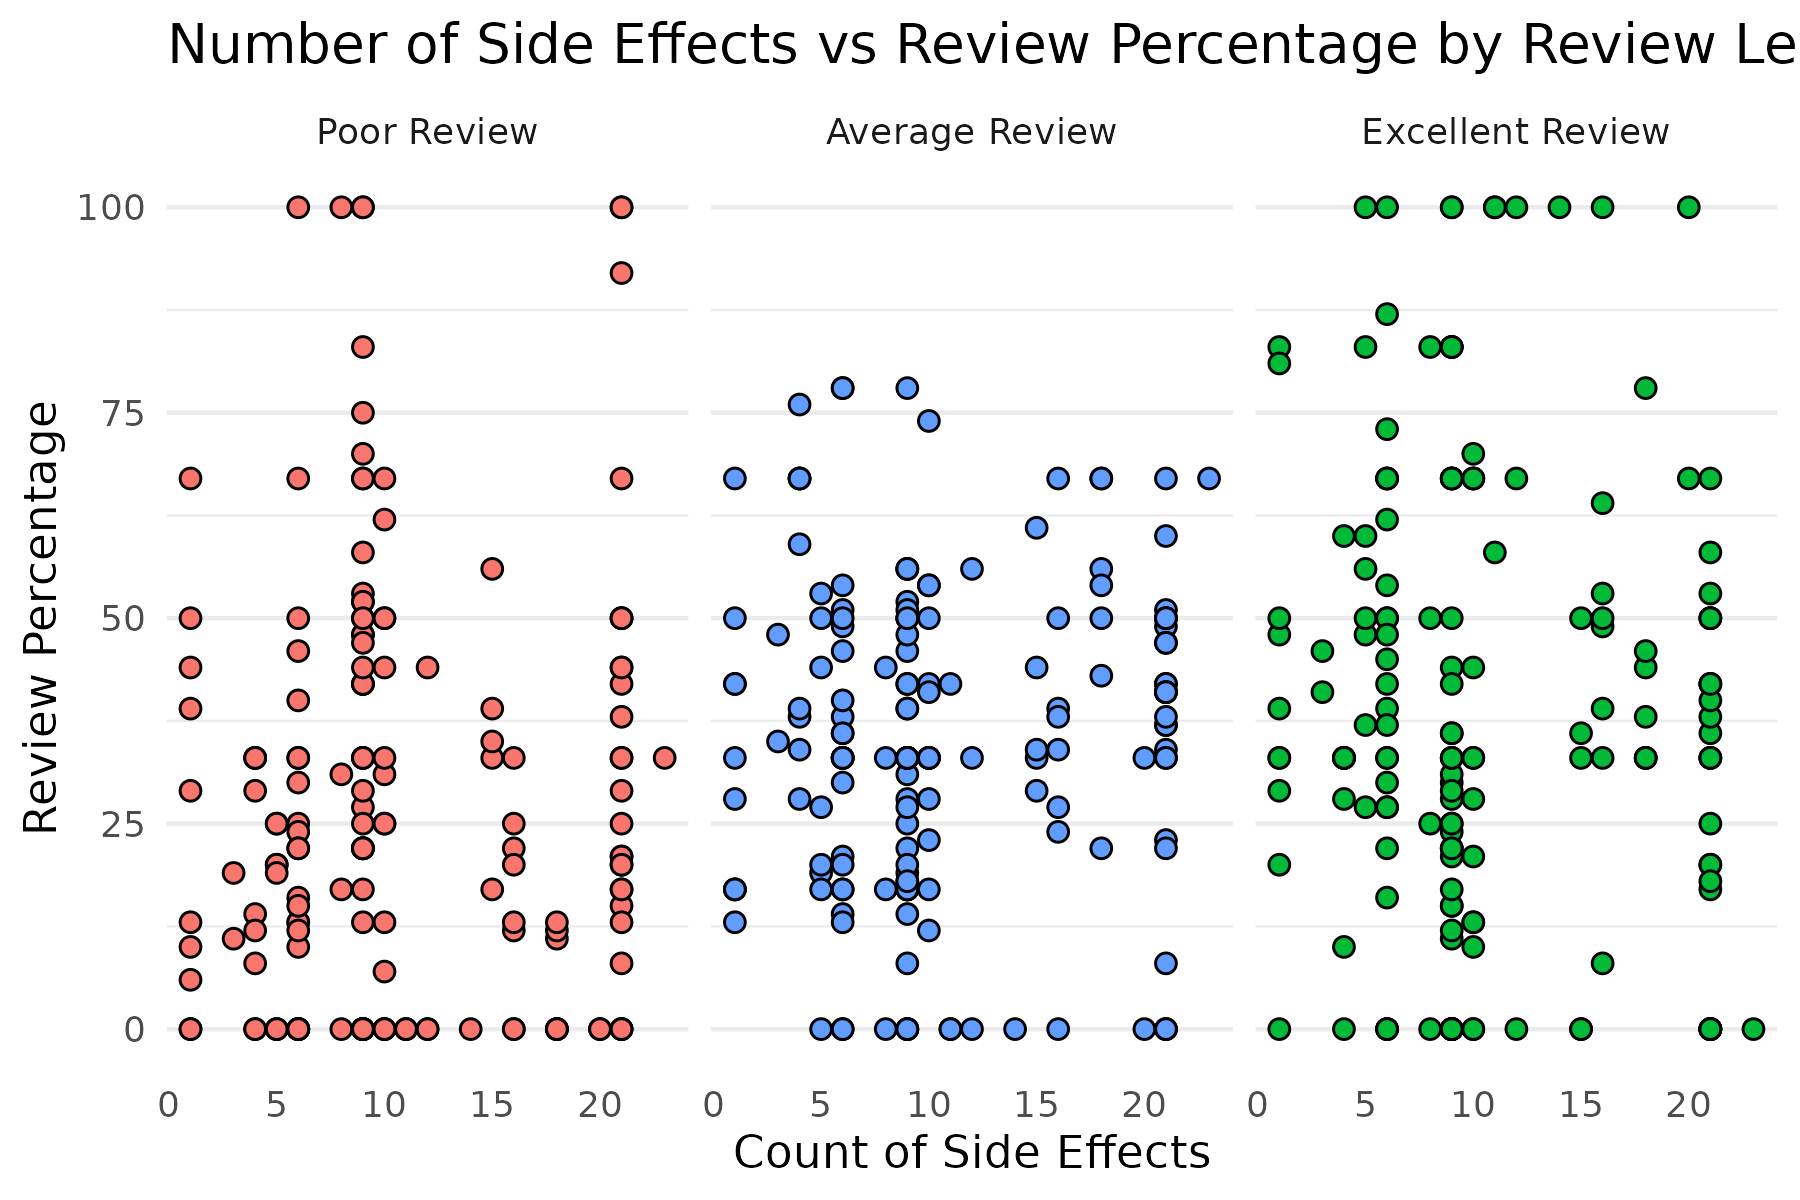 Number of Side Effects vs Review Percentage by Review Le
Poor Review Average Review Excellent Review
Review Percentage
100
75
50
25
0
0 5 10 15 20 0 5 10 15 20 0 5 10 15 20
Count of Side Effects